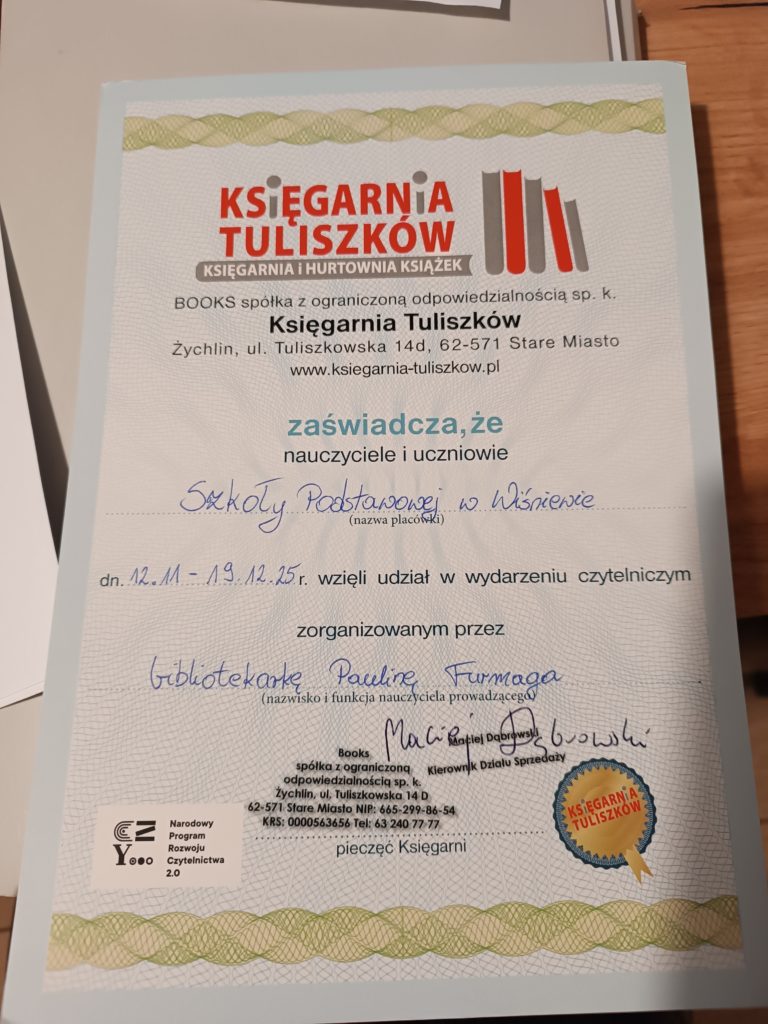 KSIĘGARNIA
TULISZKÓW
KSIĘGARNIA i HURTOWNIA KSIĄŻEK
BOOKS spółka z ograniczoną odpowiedzialnością sp. k.
Księgarnia Tuliszków
Żychlin, ul. Tuliszkowska 14d, 62-571 Stare Miasto
www.ksiegarnia-tuliszkow.pl
zaświadcza, że
nauczyciele i uczniowie
Szkoły Podstawowej w Wiśniewie
(nazwa placówki)
dn. 12.11 - 19.12.25 r. wzięli udział w wydarzeniu czytelniczym
zorganizowanym przez
bibliotekarkę Paulinę Furmaga
(nazwisko i funkcja nauczyciela prowadzącego)
Maciej Dąbrowski
Maciej Dąbrowski
Kierownik Działu Sprzedaży
Books
spółka z ograniczoną
odpowiedzialnością sp. k.
Żychlin, ul. Tuliszkowska 14 D
62-571 Stare Miasto NIP: 665-299-86-54
KRS: 0000563656 Tel: 63 240 77 77
pieczęć Księgarni
KSIĘGARNIA
TULISZKÓW
Narodowy
Program
Rozwoju
Czytelnictwa
2.0